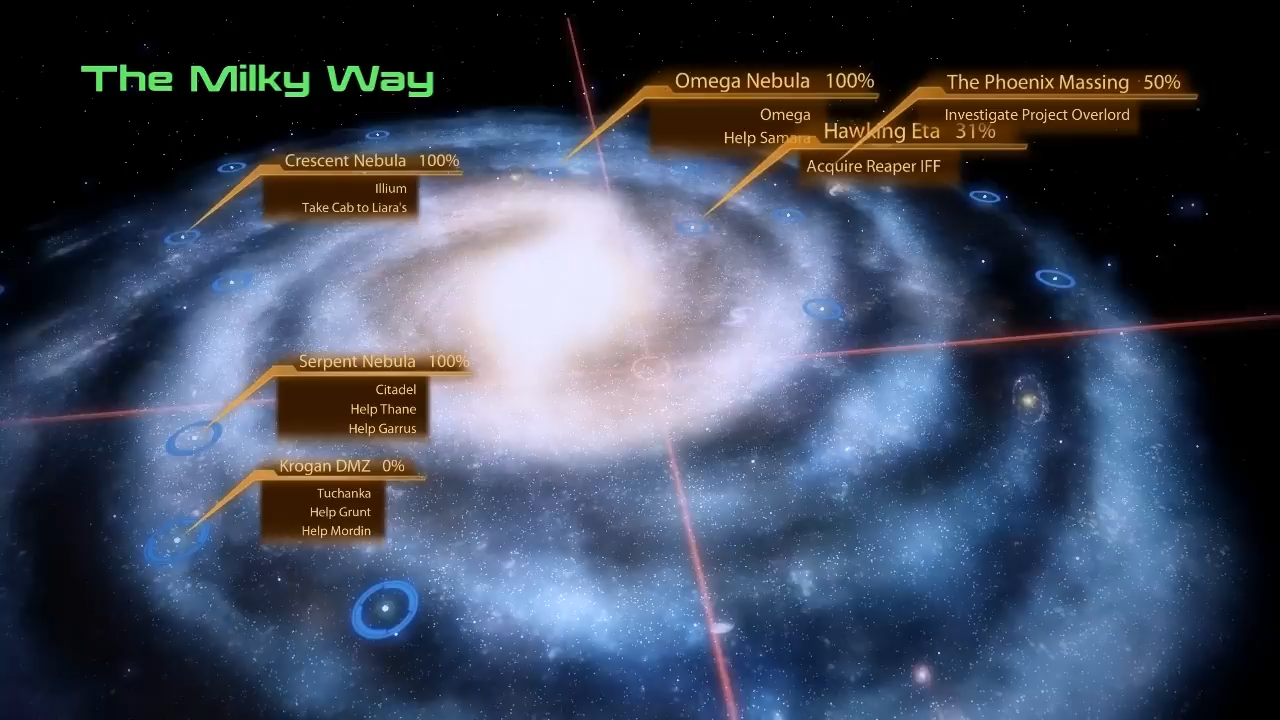 The Milky Way
Omega Nebula 100%
Omega
Help Samara
The Phoenix Massing 50%
Investigate Project Overlord
Hawking Eta 31%
Acquire Reaper IFF
Crescent Nebula 100%
Illium
Take Cab to Liara's
Serpent Nebula 100%
Citadel
Help Thane
Help Garrus
Krogan DMZ 0%
Tuchanka
Help Grunt
Help Mordin